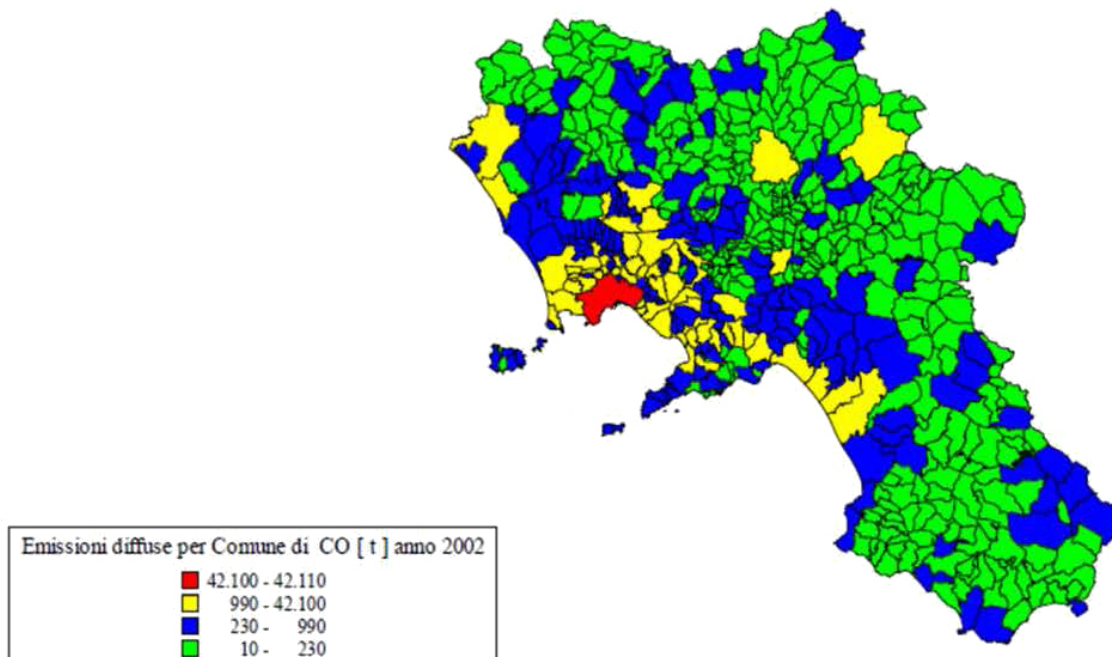 Emissioni diffuse per Comune di CO [ t ] anno 2002
42.100 - 42.110
990 - 42.100
230 - 990
10 - 230